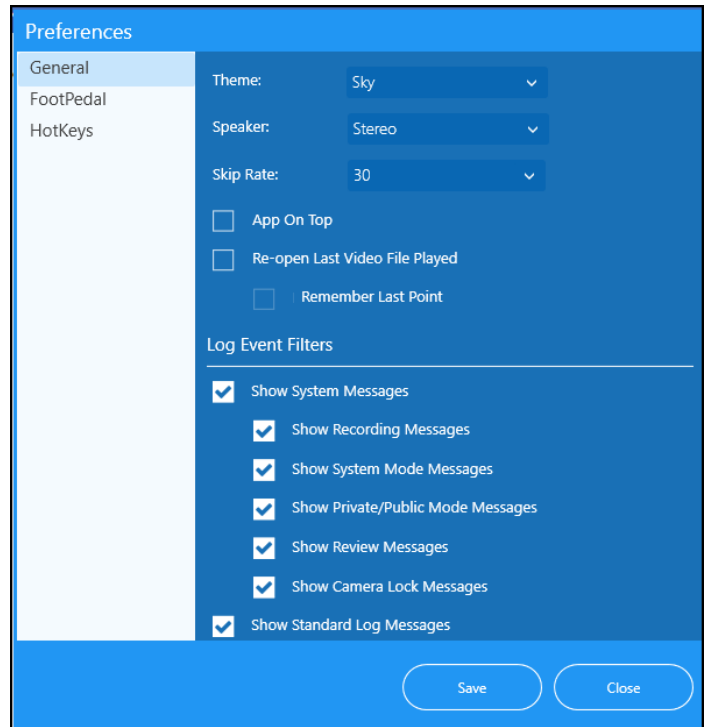 Preferences
General
FootPedal
HotKeys
Theme: Sky
Speaker: Stereo
Skip Rate: 30
App On Top
Re-open Last Video File Played
Remember Last Point
Log Event Filters
Show System Messages
Show Recording Messages
Show System Mode Messages
Show Private/Public Mode Messages
Show Review Messages
Show Camera Lock Messages
Show Standard Log Messages
Save Close